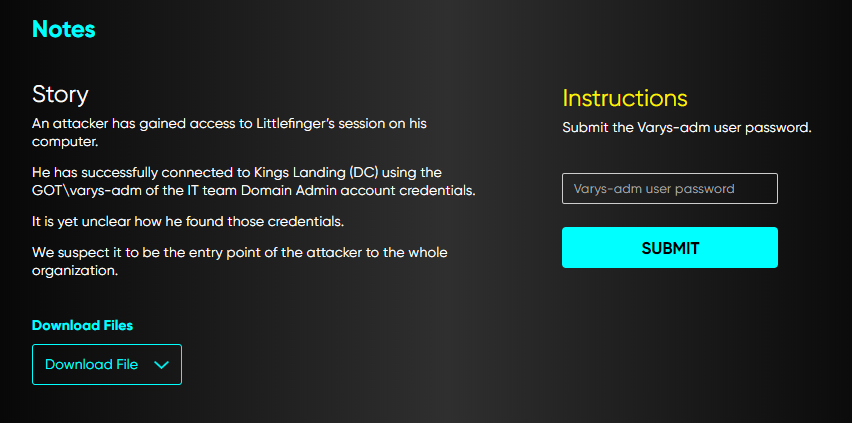 Notes
Story
An attacker has gained access to Littlefinger's session on his
computer.
He has successfully connected to Kings Landing (DC) using the
GOT\varys-adm of the IT team Domain Admin account credentials.
It is yet unclear how he found those credentials.
We suspect it to be the entry point of the attacker to the whole
organization.
Download Files
Download File
Instructions
Submit the Varys-adm user password.
Varys-adm user password
SUBMIT